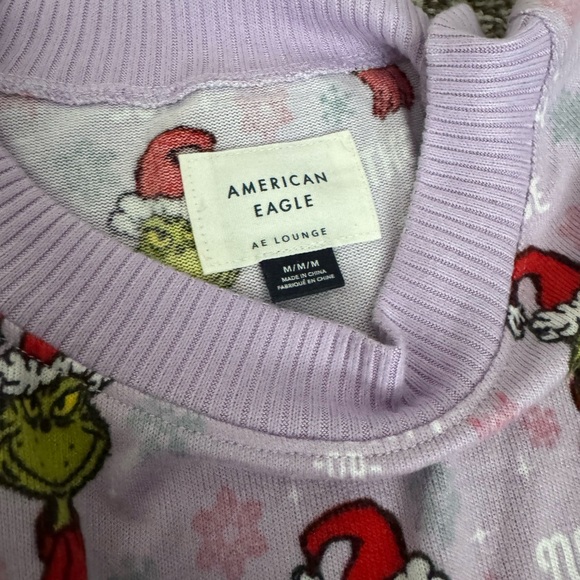 AMERICAN
EAGLE
AE LOUNGE
M/M/M
MADE IN CHINA
FABRIQUÉ EN CHINE